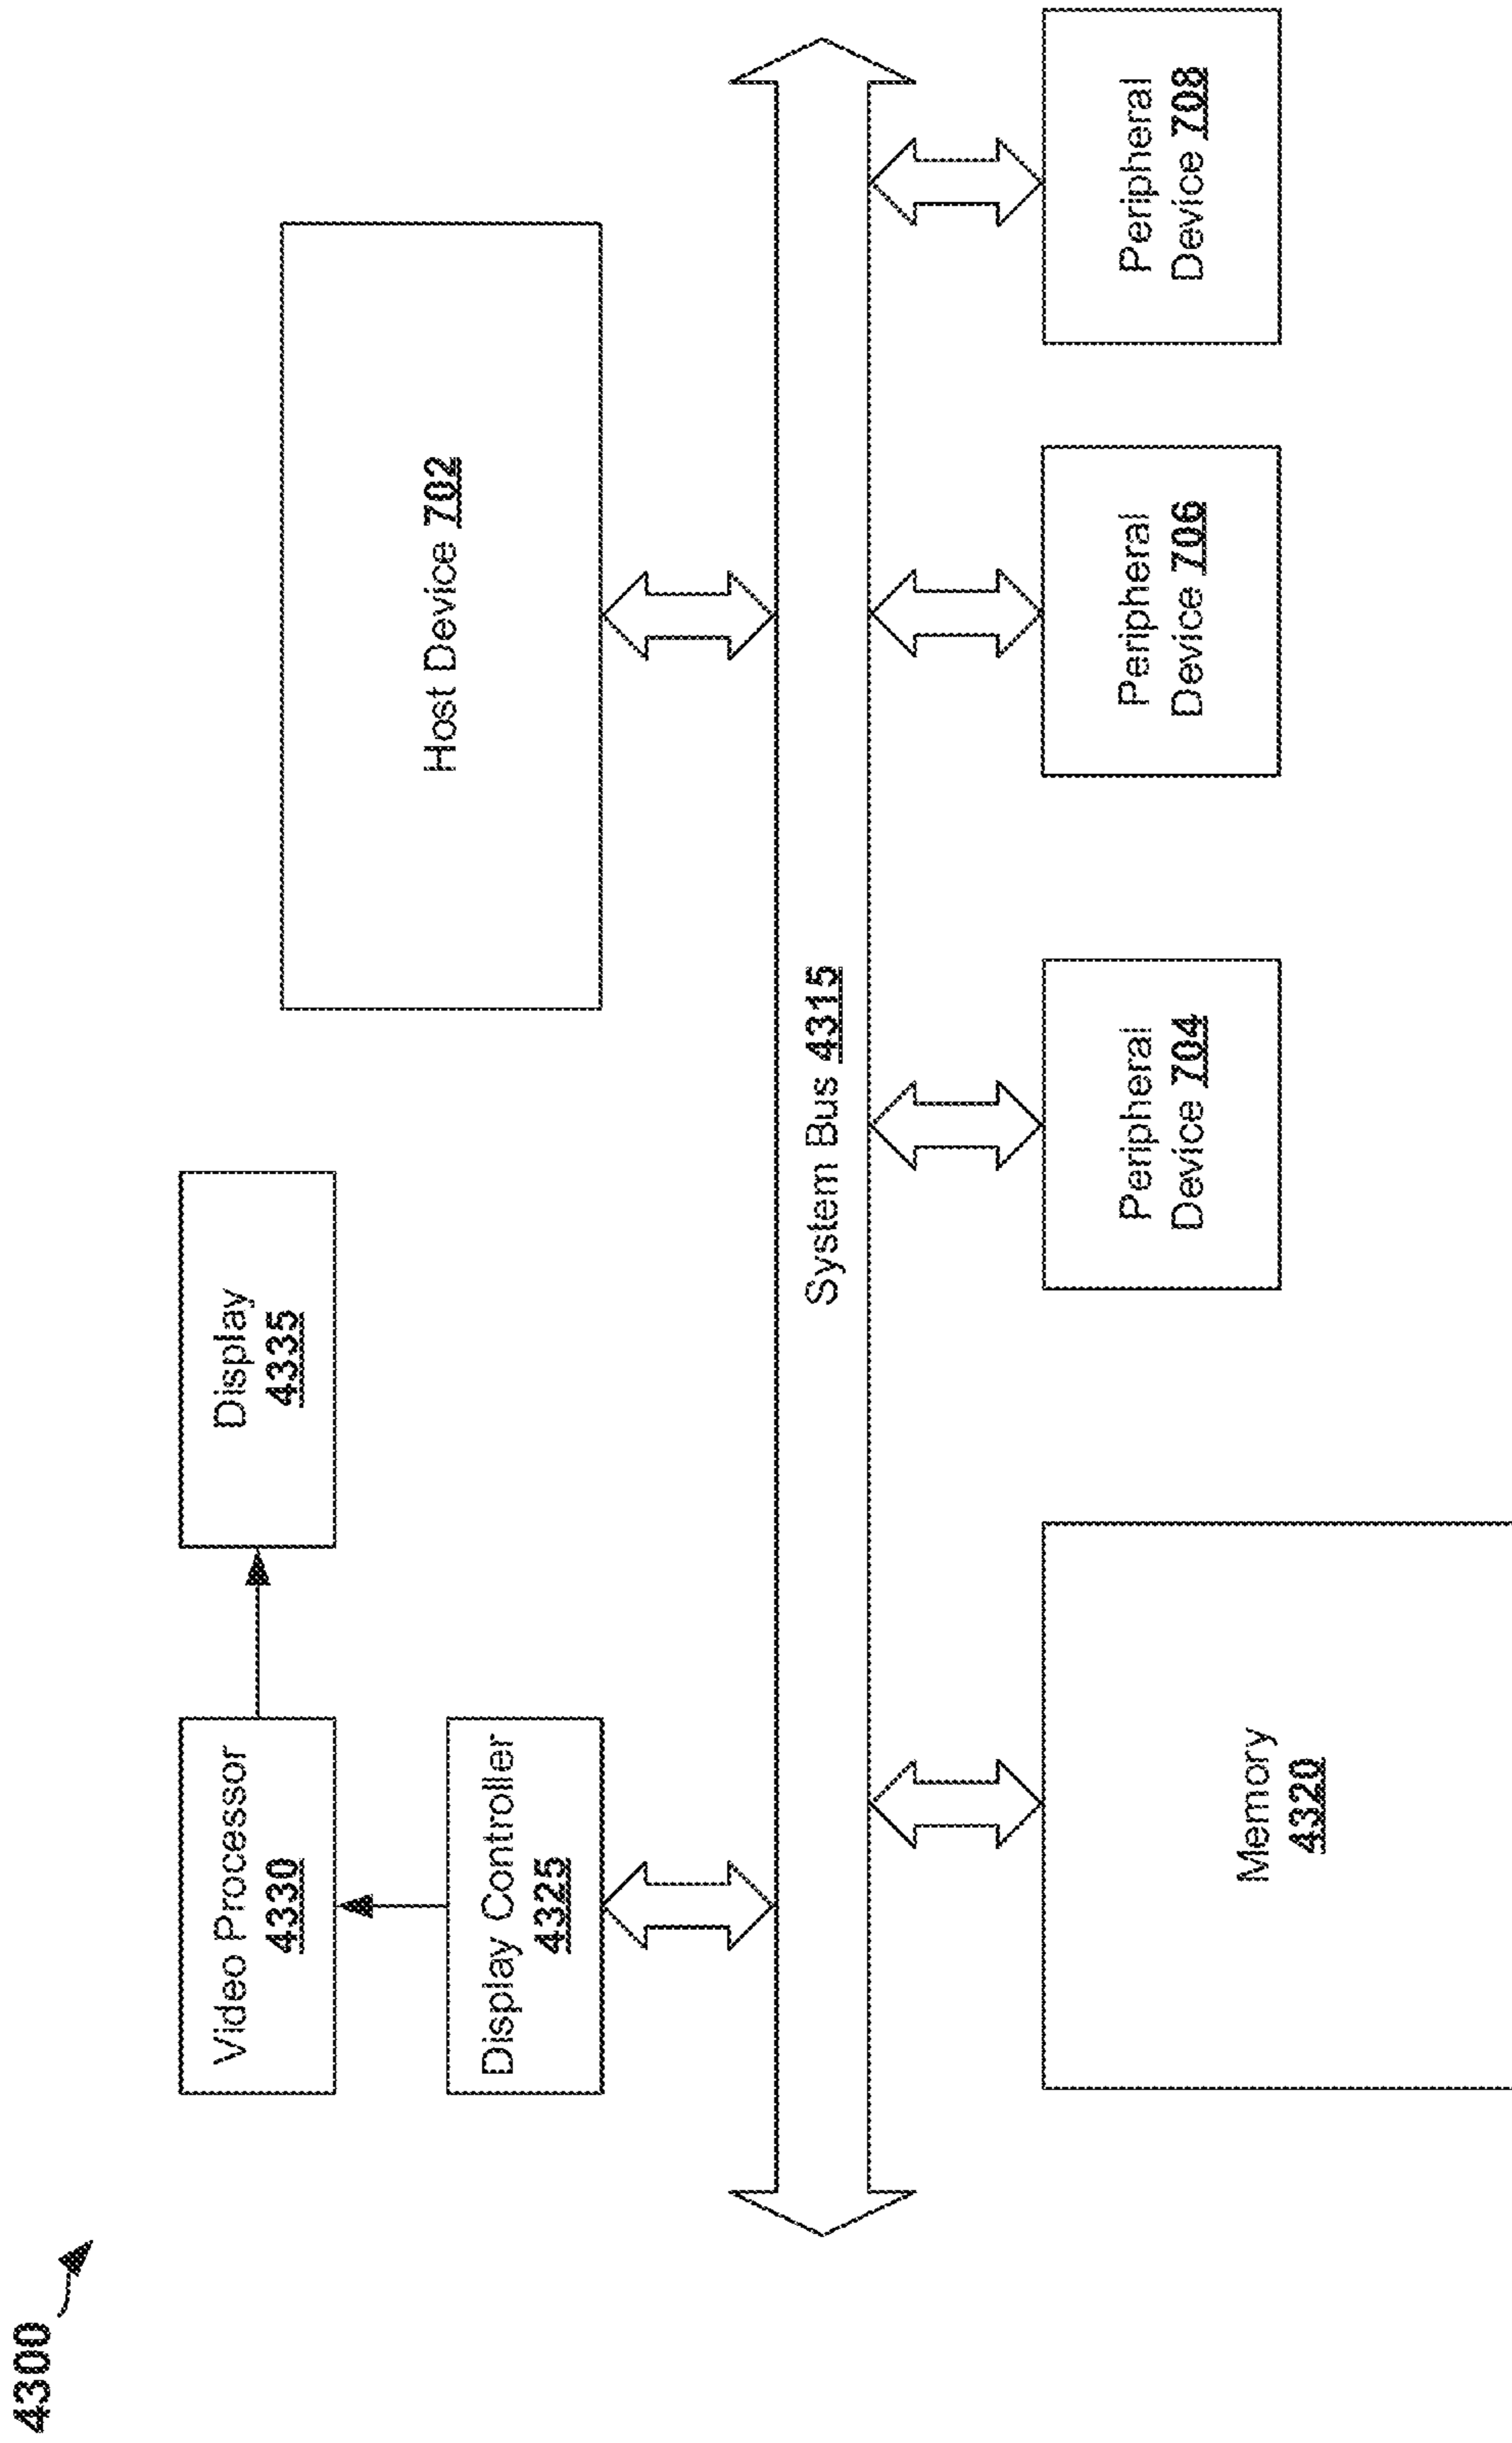 4300
Video Processor
4330
Display
4335
Display Controller
4325
Host Device 702
System Bus 4315
Memory
4320
Peripheral
Device 704
Peripheral
Device 706
Peripheral
Device 708